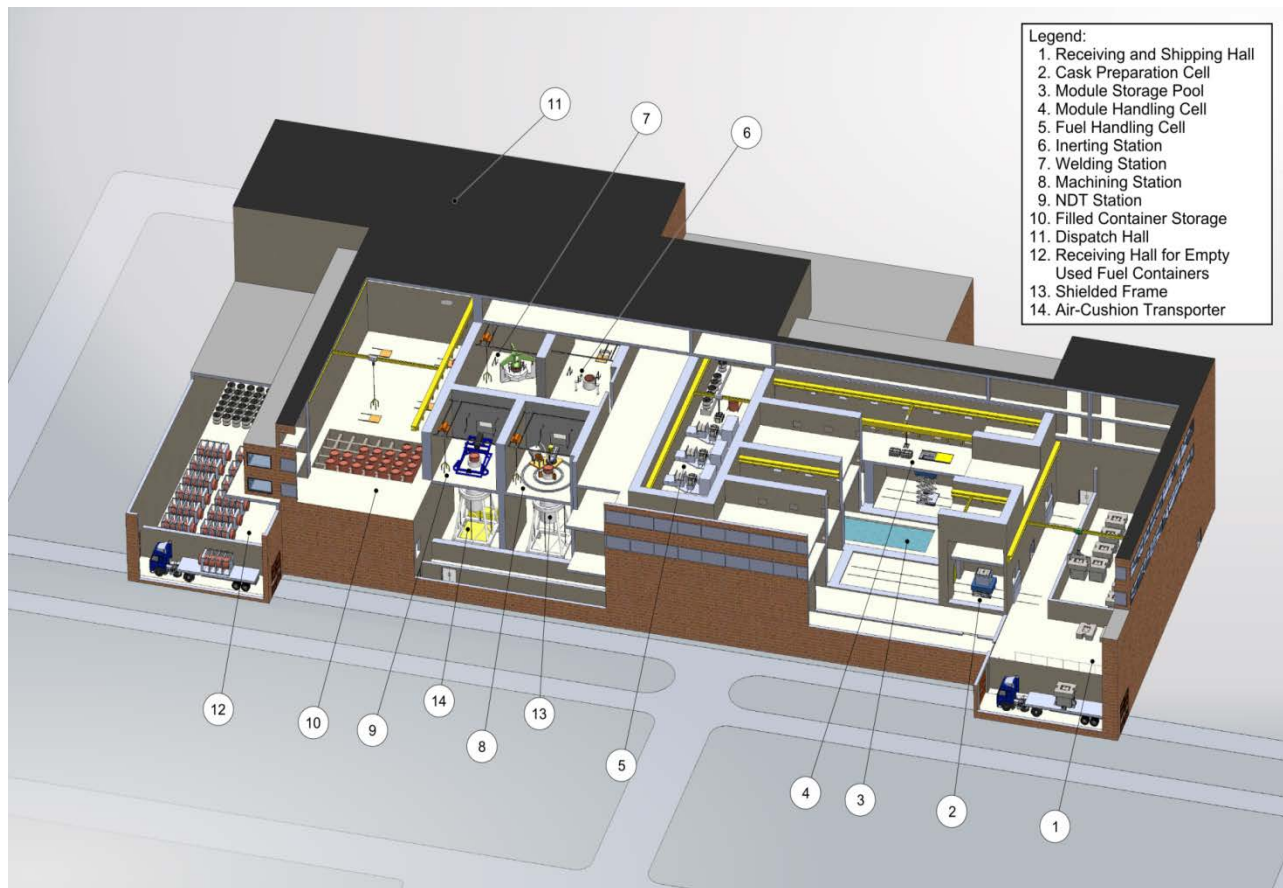 Legend:
1. Receiving and Shipping Hall
2. Cask Preparation Cell
3. Module Storage Pool
4. Module Handling Cell
5. Fuel Handling Cell
6. Inerting Station
7. Welding Station
8. Machining Station
9. NDT Station
10. Filled Container Storage
11. Dispatch Hall
12. Receiving Hall for Empty
Used Fuel Containers
13. Shielded Frame
14. Air-Cushion Transporter
11
7
6
12
10
9
14
8
13
5
4
3
2
1